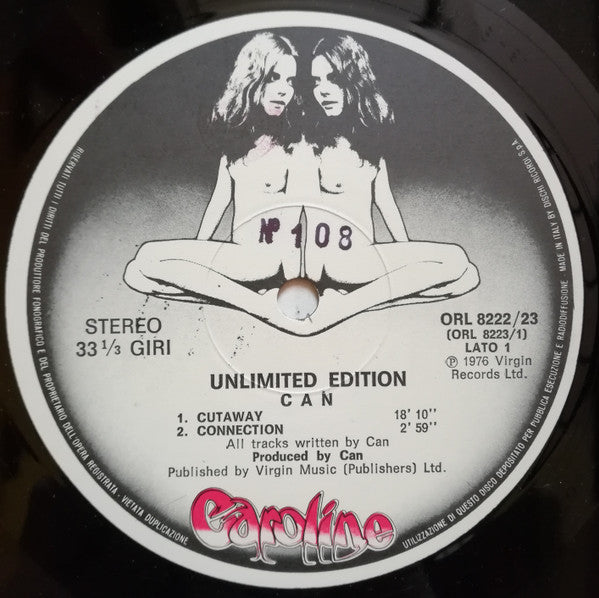 Nº 108
STEREO
33 1/3 GIRI
ORL 8222/23
(ORL 8223/1)
LATO 1
℗ 1976 Virgin
Records Ltd.
UNLIMITED EDITION
CAN
1. CUTAWAY 18' 10''
2. CONNECTION 2' 59''
All tracks written by Can
Produced by Can
Published by Virgin Music (Publishers) Ltd.
Caroline
RISERVATI TUTTI I DIRITTI DEL PRODUTTORE FONOGRAFICO E DEL PROPRIETARIO DELL'OPERA REGISTRATA - VIETATA DUPLICAZIONE
UTILIZZAZIONE DI QUESTO DISCO DEPOSITATO PER PUBBLICA ESECUZIONE E RADIODIFFUSIONE - MADE IN ITALY BY DISCHI RICORDI S.p.A